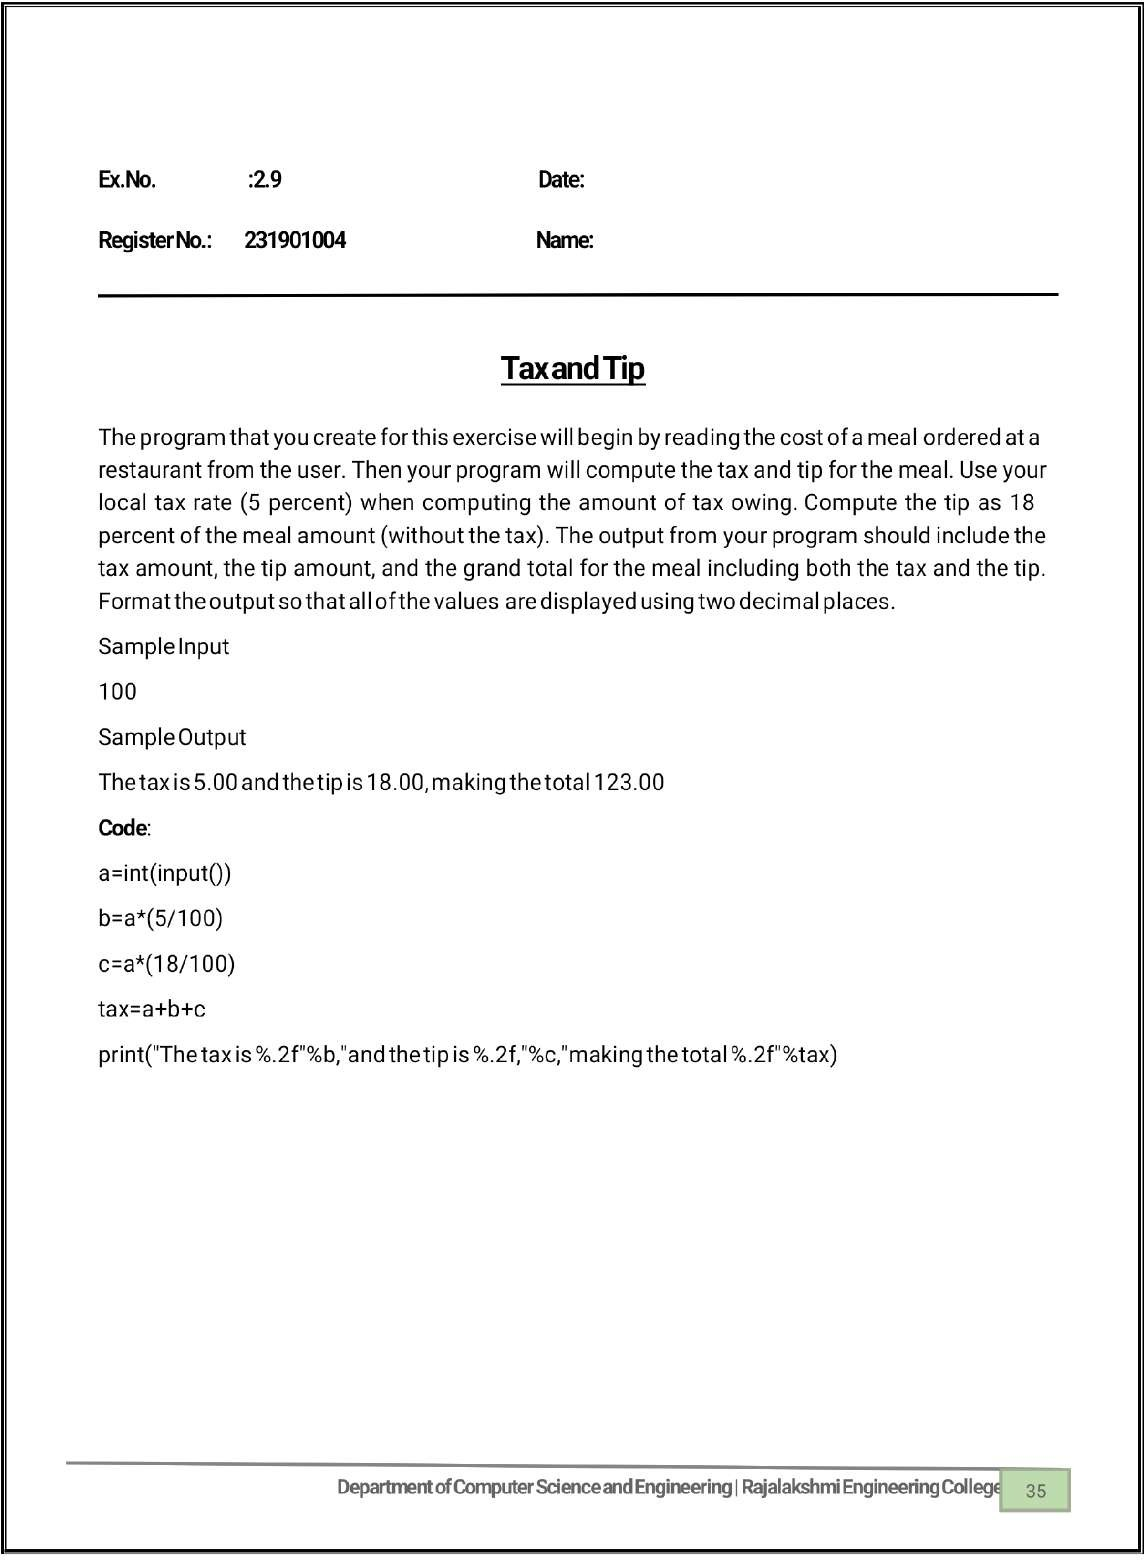 Ex.No. :2.9 Date:
Register No.: 231901004 Name:
Tax and Tip
The program that you create for this exercise will begin by reading the cost of a meal ordered at a
restaurant from the user. Then your program will compute the tax and tip for the meal. Use your
local tax rate (5 percent) when computing the amount of tax owing. Compute the tip as 18
percent of the meal amount (without the tax). The output from your program should include the
tax amount, the tip amount, and the grand total for the meal including both the tax and the tip.
Format the output so that all of the values are displayed using two decimal places.
Sample Input
100
Sample Output
The tax is 5.00 and the tip is 18.00, making the total 123.00
Code:
a=int(input())
b=a*(5/100)
c=a*(18/100)
tax=a+b+c
print("The tax is %.2f"%b,"and the tip is %.2f,"%c,"making the total %.2f"%tax)
Department of Computer Science and Engineering | Rajalakshmi Engineering College 35